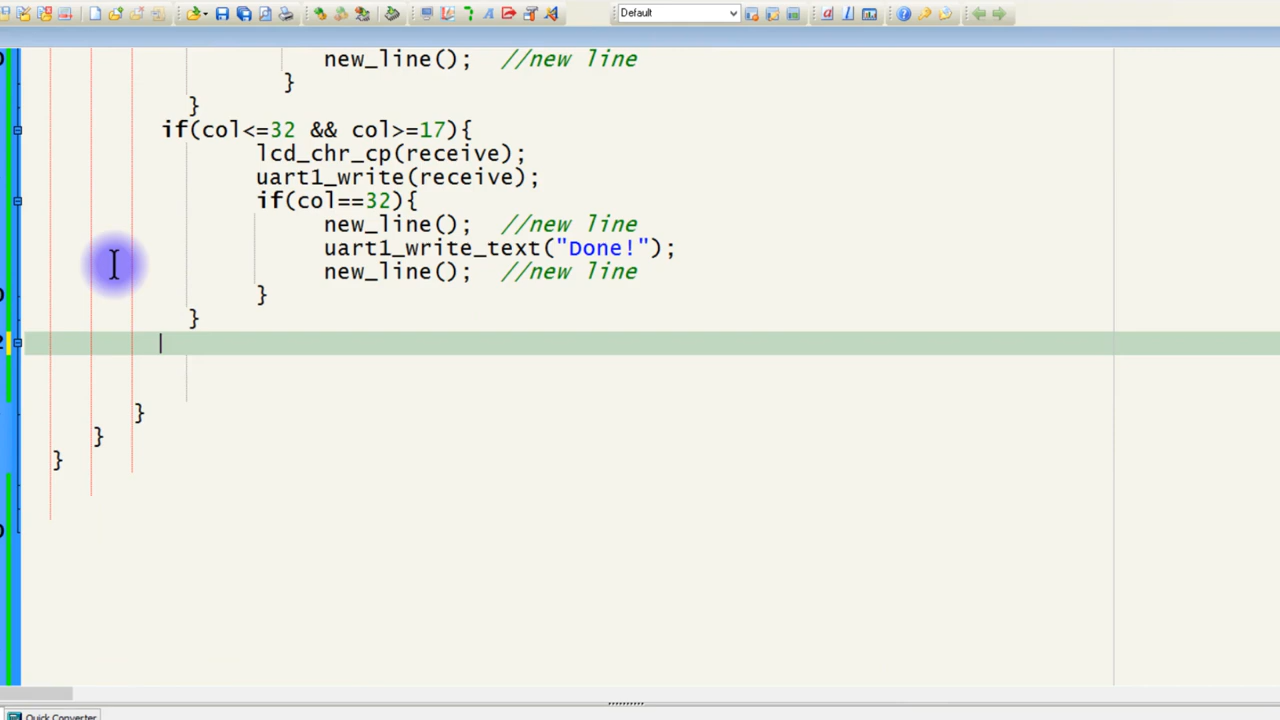 Default
new_line();  //new line
}
}
if(col<=32 && col>=17){
lcd_chr_cp(receive);
uart1_write(receive);
if(col==32){
new_line();  //new line
uart1_write_text("Done!");
new_line();  //new line
}
}
}
}
}
Quick Converter